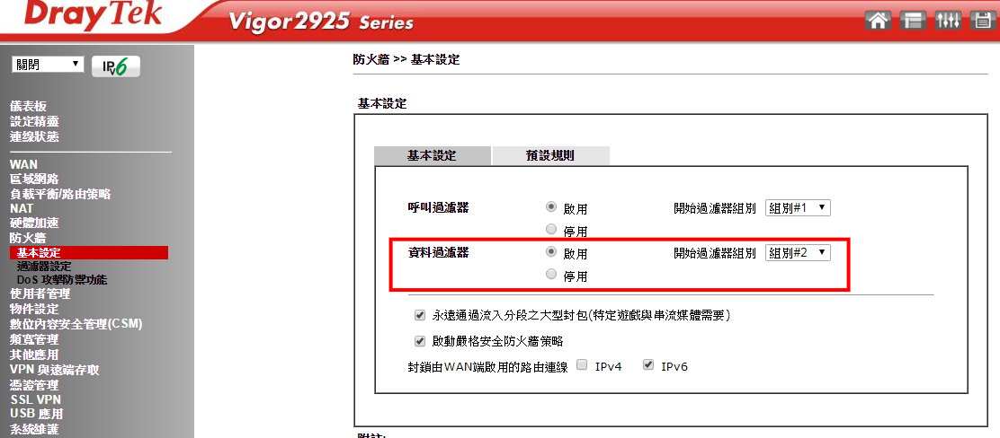 DrayTek Vigor2925 Series
關閉 IPv6
儀表板
設定精靈
連線狀態
WAN
區域網路
負載平衡/路由策略
NAT
硬體加速
防火牆
基本設定
過濾器設定
DoS 攻擊防禦功能
使用者管理
物件設定
數位內容安全管理(CSM)
頻寬管理
其他應用
VPN 與遠端存取
憑證管理
SSL VPN
USB 應用
系統維護
防火牆 >> 基本設定
基本設定
基本設定 預設規則
呼叫過濾器 啟用 開始過濾器組別 組別#1
停用
資料過濾器 啟用 開始過濾器組別 組別#2
停用
永遠通過流入分段之大型封包(特定遊戲與串流媒體需要)
啟動嚴格安全防火牆策略
封鎖由WAN端啟用的路由連線 IPv4 IPv6
附註: